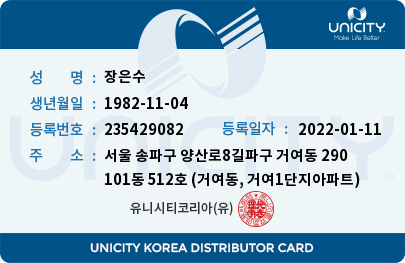 UNICITY
Make Life Better
UNICITY
성 명 : 장은수
생년월일 : 1982-11-04
등록번호 : 235429082 등록일자 : 2022-01-11
주 소 : 서울 송파구 양산로8길파구 거여동 290
101동 512호 (거여동, 거여1단지아파트)
유니시티코리아(유)
UNICITY KOREA DISTRIBUTOR CARD